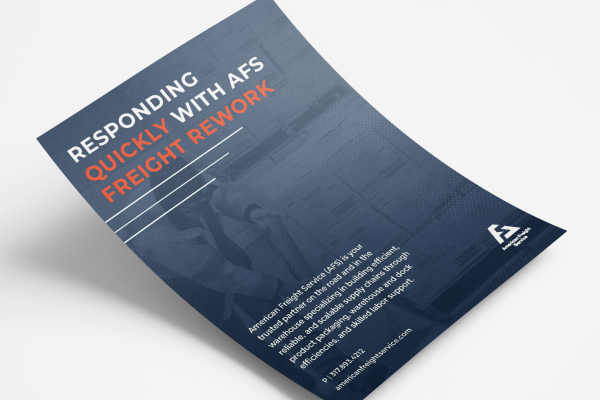 RESPONDING
QUICKLY WITH AFS
FREIGHT REWORK
American Freight Service (AFS) is your
trusted partner on the road and in the
warehouse specializing in building efficient,
reliable, and scalable supply chains through
product packaging, warehouse and dock
efficiencies, and skilled labor support.
P | 317.893.4212
americanfreightservice.com
American Freight
Service